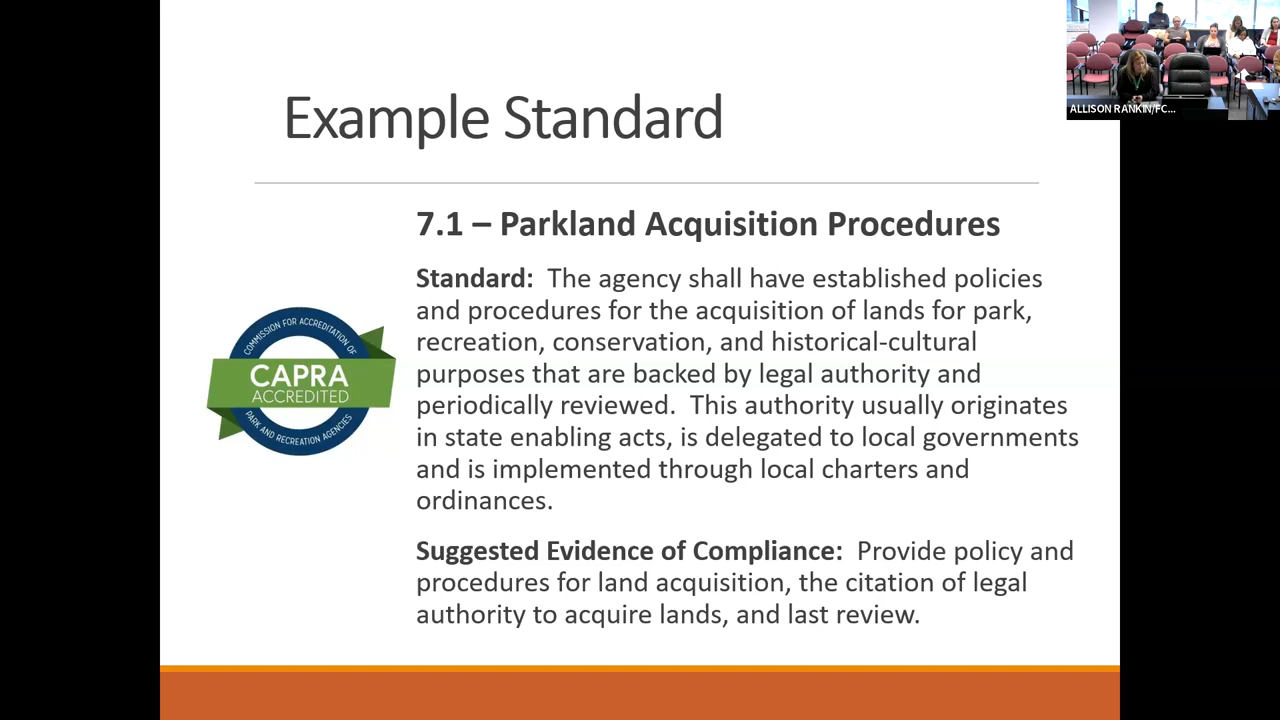 Example Standard
ALLISON RANKIN/FC...
7.1 – Parkland Acquisition Procedures
Standard:  The agency shall have established policies
and procedures for the acquisition of lands for park,
recreation, conservation, and historical-cultural
purposes that are backed by legal authority and
periodically reviewed.  This authority usually originates
in state enabling acts, is delegated to local governments
and is implemented through local charters and
ordinances.
COMMISSION FOR ACCREDITATION OF
CAPRA
ACCREDITED
PARK AND RECREATION AGENCIES
Suggested Evidence of Compliance:  Provide policy and
procedures for land acquisition, the citation of legal
authority to acquire lands, and last review.